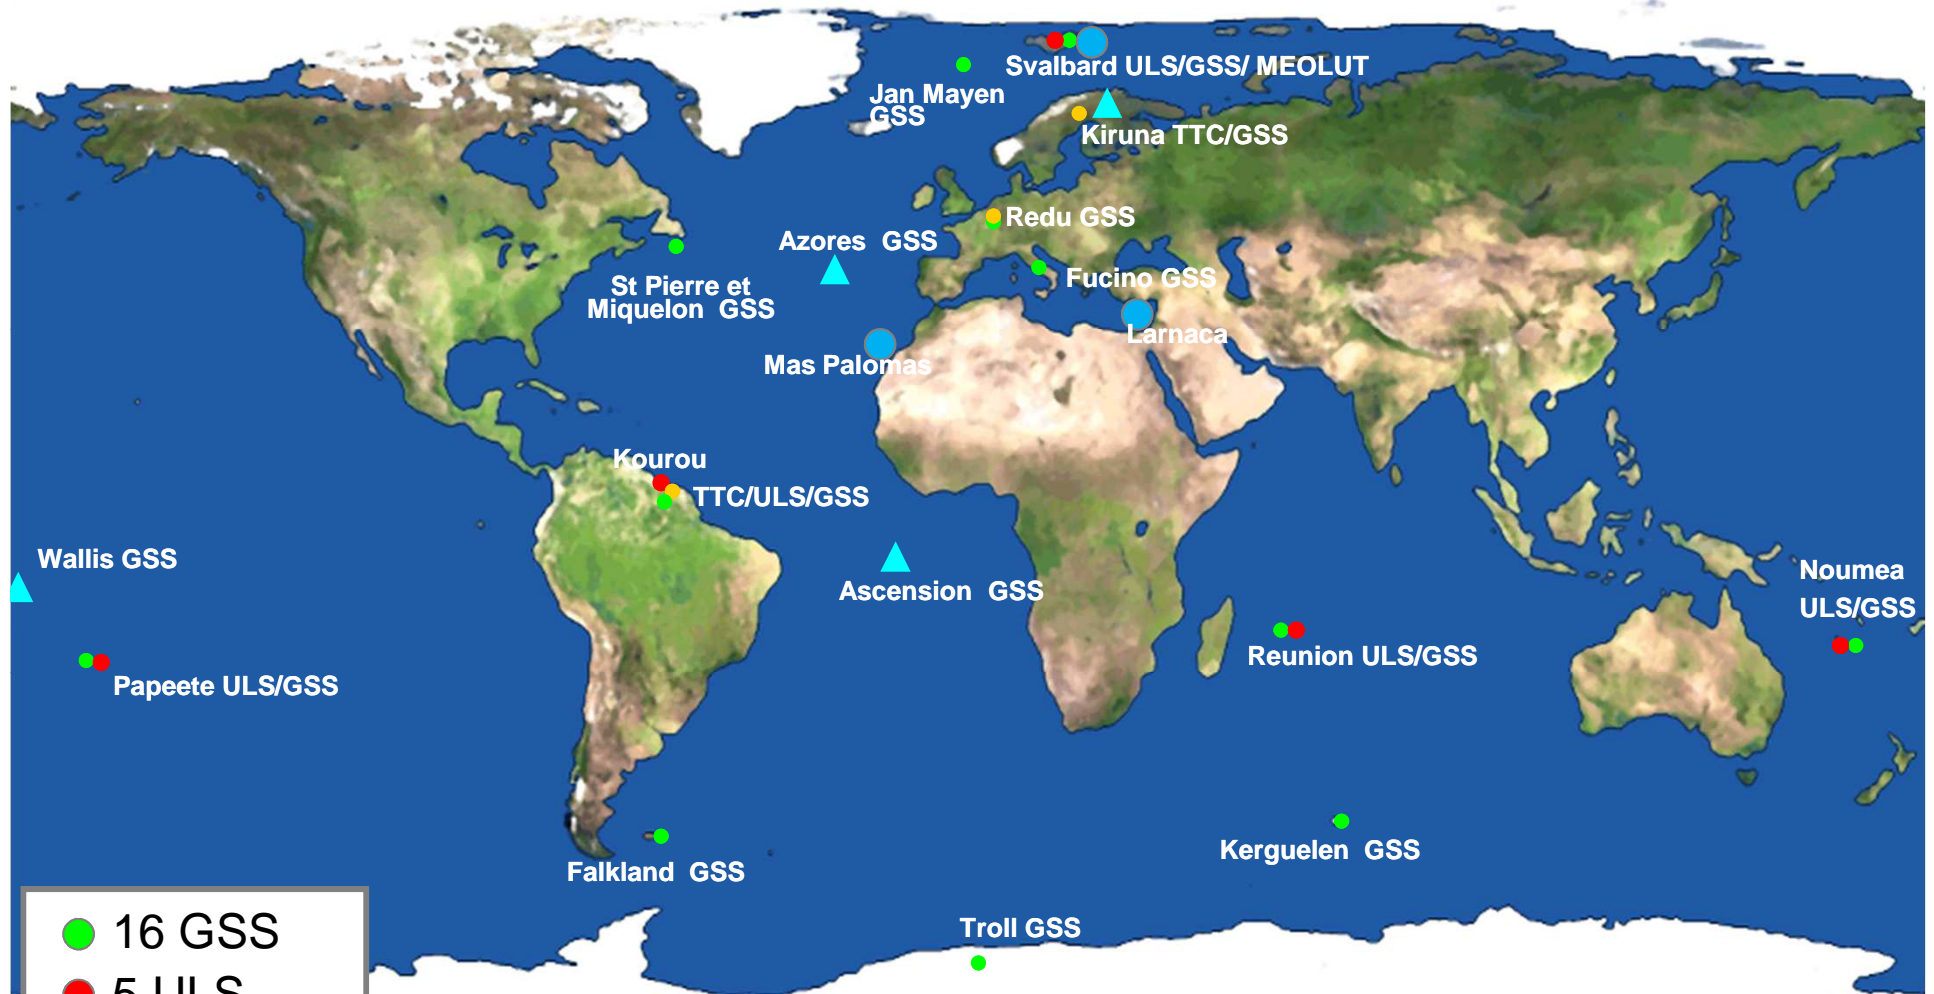 Svalbard ULS/GSS/ MEOLUT
Jan Mayen
GSS
Kiruna TTC/GSS
Redu GSS
Azores GSS
Fucino GSS
St Pierre et
Miquelon GSS
Larnaca
Mas Palomas
Kourou
TTC/ULS/GSS
Wallis GSS
Ascension GSS
Noumea
ULS/GSS
Reunion ULS/GSS
Papeete ULS/GSS
Kerguelen GSS
Falkland GSS
Troll GSS
16 GSS
5 ULS